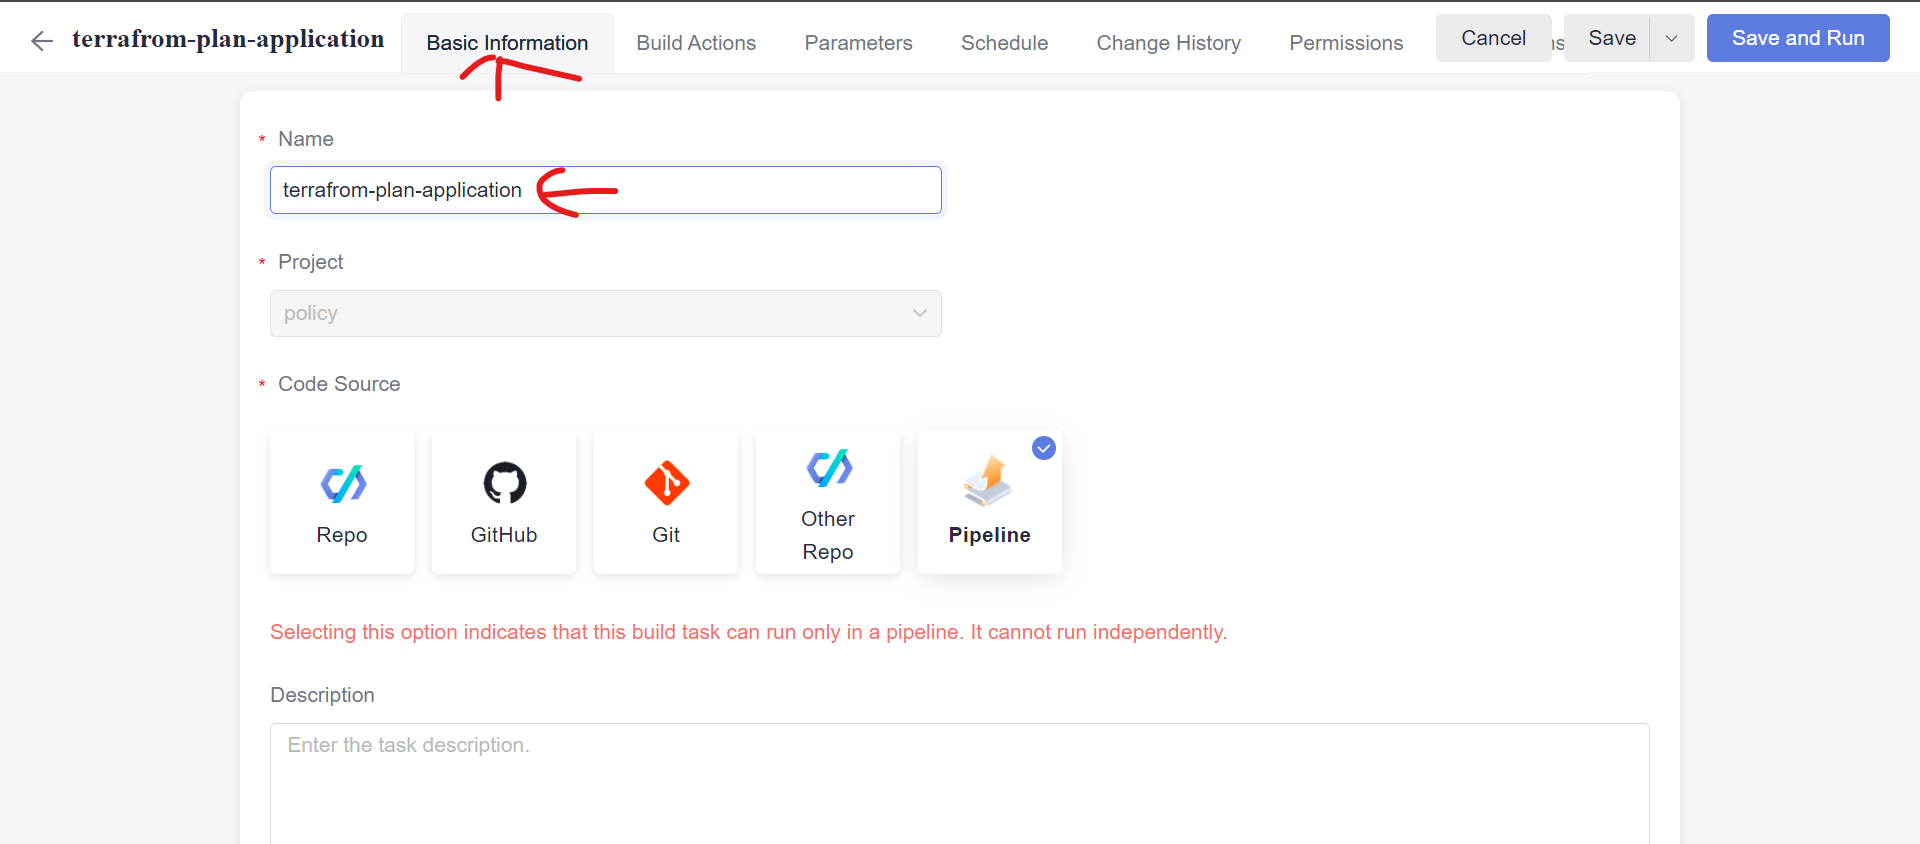 terrafrom-plan-application
Basic Information
Build Actions
Parameters
Schedule
Change History
Permissions
Cancel
Save
Save and Run
* Name
terrafrom-plan-application
* Project
policy
* Code Source
Repo
GitHub
Git
Other
Repo
Pipeline
Selecting this option indicates that this build task can run only in a pipeline. It cannot run independently.
Description
Enter the task description.